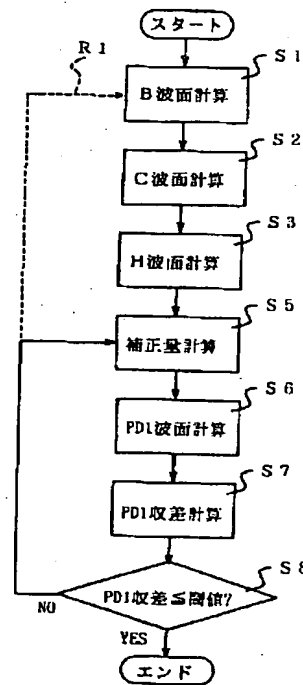 スタート
R1
S1
B波面計算
S2
C波面計算
S3
H波面計算
S5
補正量計算
S6
PD1波面計算
S7
PD1収差計算
S8
PD1収差≦閾値?
NO
YES
エンド